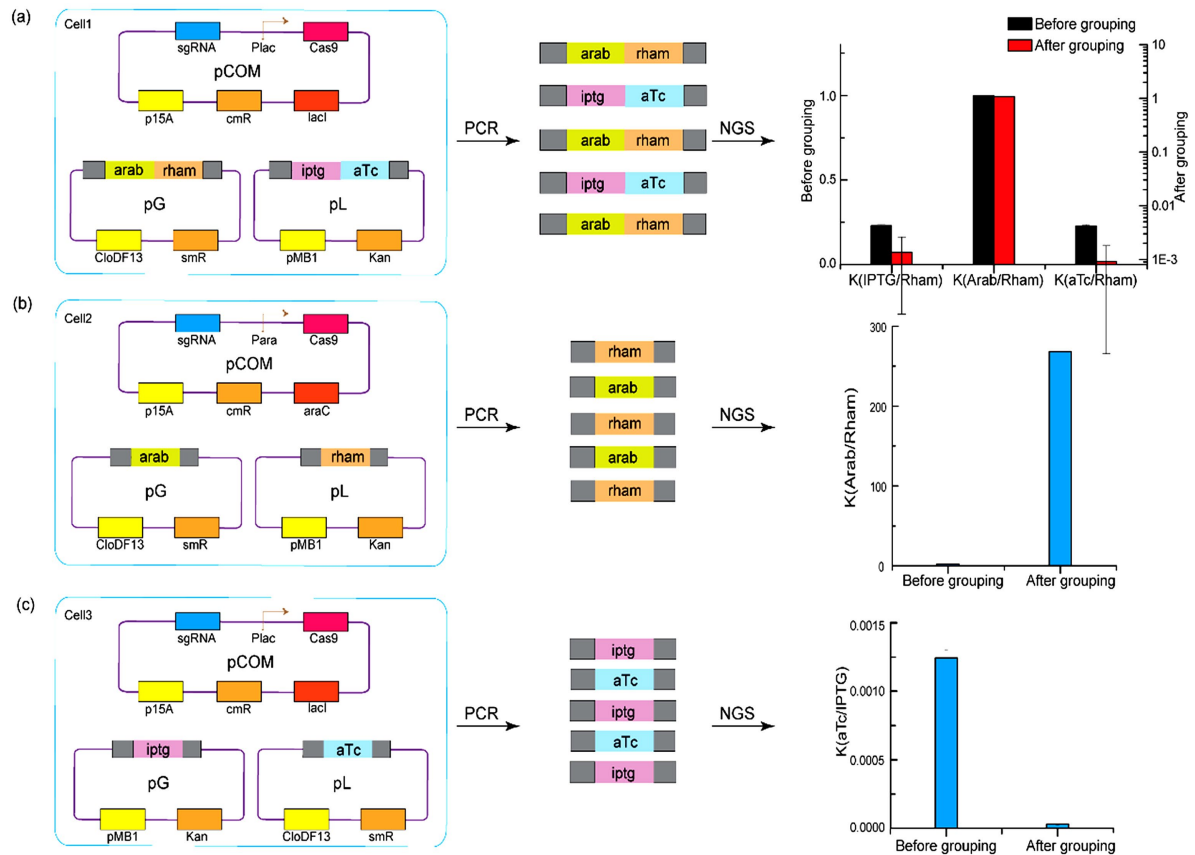 (a)
Cell1
sgRNA
Plac
Cas9
pCOM
p15A
cmR
lacI
arab rham
iptg aTc
pG
pL
CloDF13
smR
pMB1
Kan
PCR
arab rham
iptg aTc
arab rham
iptg aTc
arab rham
NGS
Before grouping
After grouping
Before grouping
1.0
0.5
0.0
10
1
0.1
0.01
1E-3
After grouping
K(IPTG/Rham)
K(Arab/Rham)
K(aTc/Rham)
(b)
Cell2
sgRNA
Para
Cas9
pCOM
p15A
cmR
araC
arab
rham
pG
pL
CloDF13
smR
pMB1
Kan
PCR
rham
arab
rham
arab
rham
NGS
K(Arab/Rham)
300
200
100
0
Before grouping
After grouping
(c)
Cell3
sgRNA
Plac
Cas9
pCOM
p15A
cmR
lacI
iptg
aTc
pG
pL
pMB1
Kan
CloDF13
smR
PCR
iptg
aTc
iptg
aTc
iptg
NGS
K(aTc/IPTG)
0.0015
0.0010
0.0005
0.0000
Before grouping
After grouping